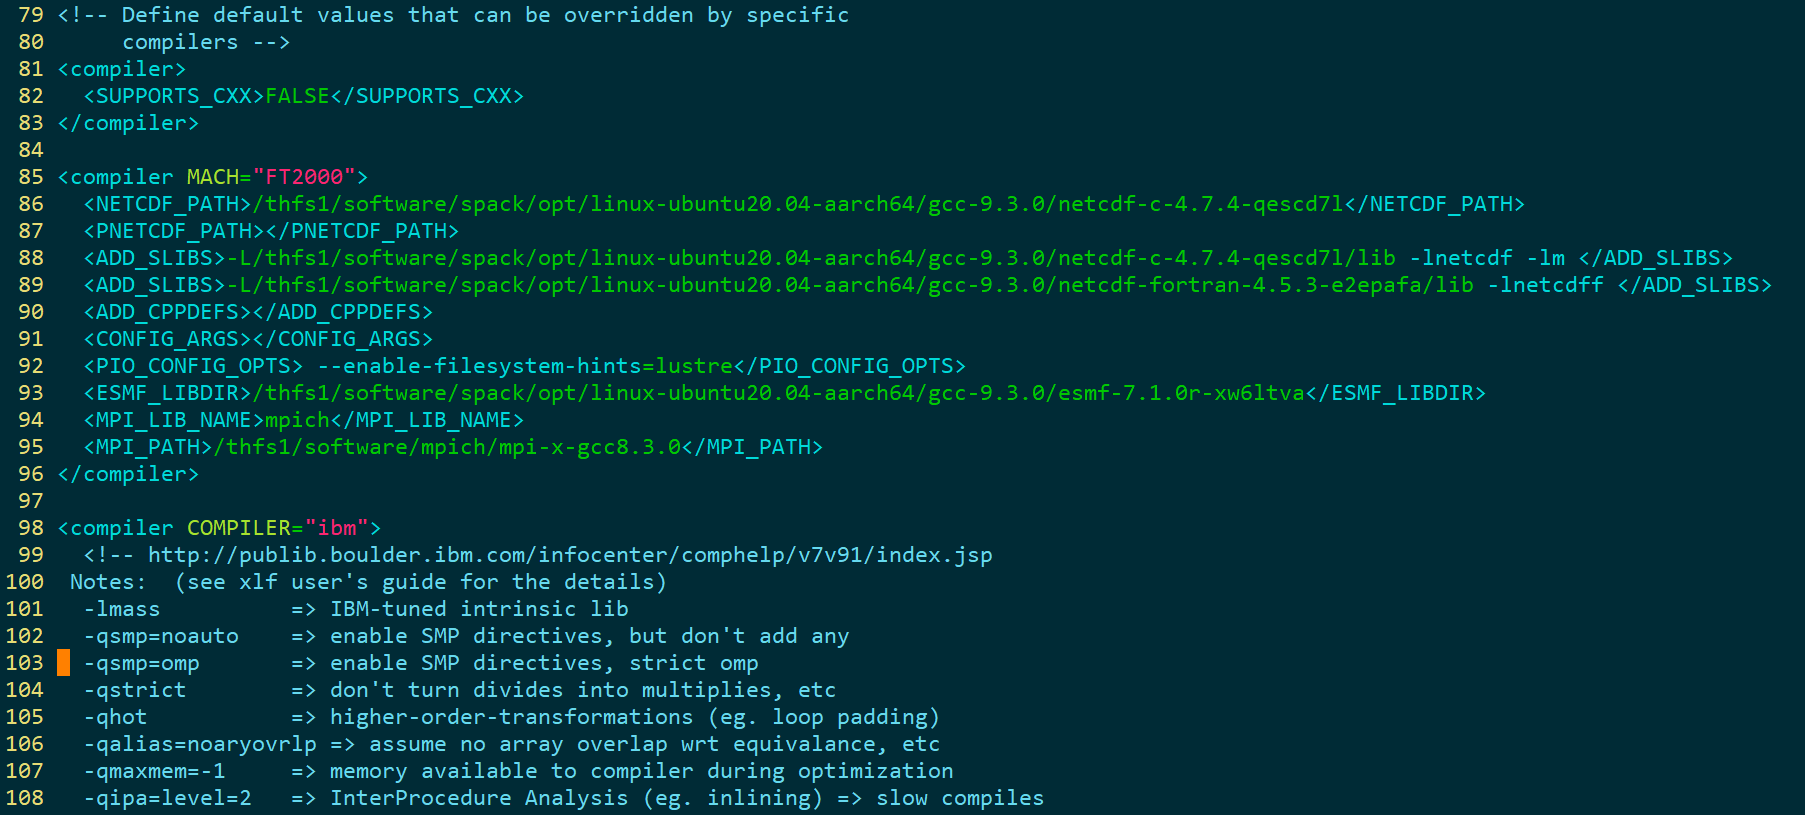 79 <!-- Define default values that can be overridden by specific
80      compilers -->
81 <compiler>
82   <SUPPORTS_CXX>FALSE</SUPPORTS_CXX>
83 </compiler>
84
85 <compiler MACH="FT2000">
86   <NETCDF_PATH>/thfs1/software/spack/opt/linux-ubuntu20.04-aarch64/gcc-9.3.0/netcdf-c-4.7.4-qescd7l</NETCDF_PATH>
87   <PNETCDF_PATH></PNETCDF_PATH>
88   <ADD_SLIBS>-L/thfs1/software/spack/opt/linux-ubuntu20.04-aarch64/gcc-9.3.0/netcdf-c-4.7.4-qescd7l/lib -lnetcdf -lm </ADD_SLIBS>
89   <ADD_SLIBS>-L/thfs1/software/spack/opt/linux-ubuntu20.04-aarch64/gcc-9.3.0/netcdf-fortran-4.5.3-e2epafa/lib -lnetcdff </ADD_SLIBS>
90   <ADD_CPPDEFS></ADD_CPPDEFS>
91   <CONFIG_ARGS></CONFIG_ARGS>
92   <PIO_CONFIG_OPTS> --enable-filesystem-hints=lustre</PIO_CONFIG_OPTS>
93   <ESMF_LIBDIR>/thfs1/software/spack/opt/linux-ubuntu20.04-aarch64/gcc-9.3.0/esmf-7.1.0r-xw6ltva</ESMF_LIBDIR>
94   <MPI_LIB_NAME>mpich</MPI_LIB_NAME>
95   <MPI_PATH>/thfs1/software/mpich/mpi-x-gcc8.3.0</MPI_PATH>
96 </compiler>
97
98 <compiler COMPILER="ibm">
99   <!-- http://publib.boulder.ibm.com/infocenter/comphelp/v7v91/index.jsp
100  Notes:  (see xlf user's guide for the details)
101   -lmass          => IBM-tuned intrinsic lib
102   -qsmp=noauto    => enable SMP directives, but don't add any
103   -qsmp=omp       => enable SMP directives, strict omp
104   -qstrict        => don't turn divides into multiplies, etc
105   -qhot           => higher-order-transformations (eg. loop padding)
106   -qalias=noaryovrlp => assume no array overlap wrt equivalance, etc
107   -qmaxmem=-1     => memory available to compiler during optimization
108   -qipa=level=2   => InterProcedure Analysis (eg. inlining) => slow compiles